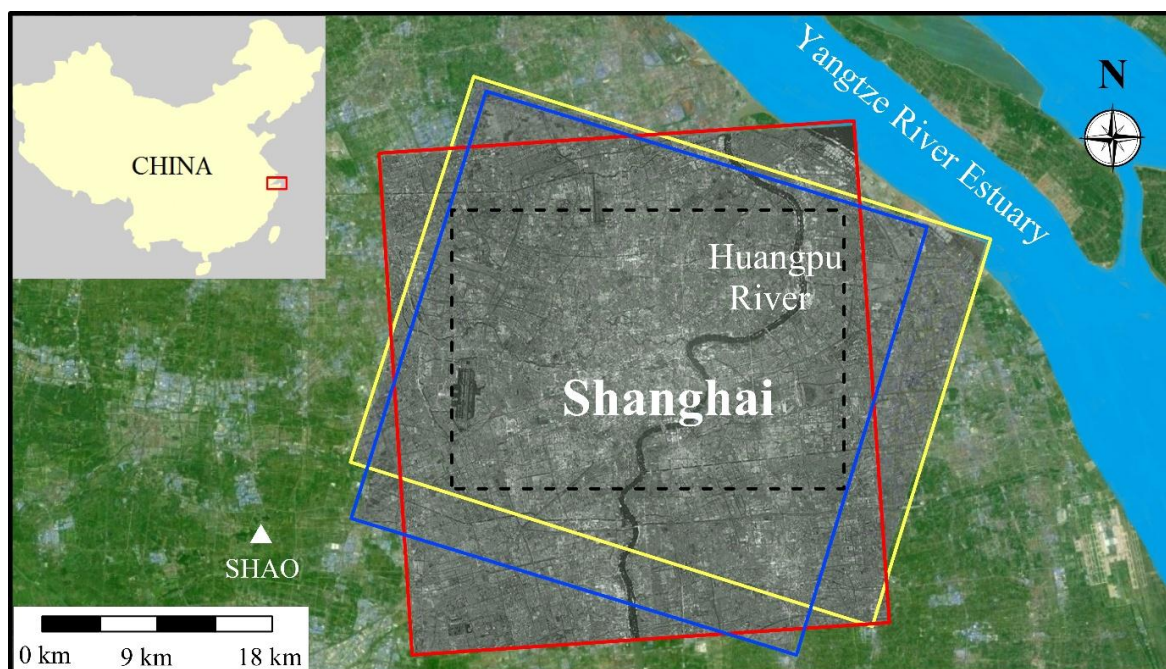 CHINA
Yangtze River Estuary
N
Huangpu
River
Shanghai
SHAO
0 km 9 km 18 km